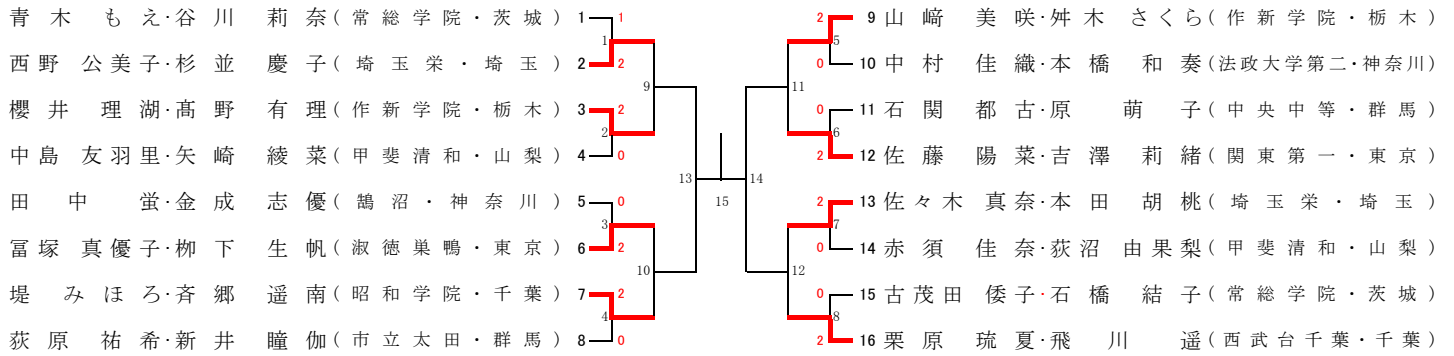 青木 もえ・谷川 莉奈(常総学院・茨城) 1 1
西野 公美子・杉並 慶子(埼玉栄・埼玉) 2 2
1
櫻井 理湖・髙野 有理(作新学院・栃木) 3 2
中島 友羽里・矢崎 綾菜(甲斐清和・山梨) 4 0
2
9
田中 蛍・金成 志優(鵠沼・神奈川) 5 0
冨塚 真優子・栁下 生帆(淑徳巣鴨・東京) 6 2
3
堤 みほろ・斉郷 遥南(昭和学院・千葉) 7 2
荻原 祐希・新井 瞳伽(市立太田・群馬) 8 0
4
10
13
15
14
2 9 山﨑 美咲・舛木 さくら(作新学院・栃木)
0 10 中村 佳織・本橋 和奏(法政大学第二・神奈川)
5
0 11 石関 都古・原 萌子(中央中等・群馬)
2 12 佐藤 陽菜・吉澤 莉緒(関東第一・東京)
6
11
2 13 佐々木 真奈・本田 胡桃(埼玉栄・埼玉)
0 14 赤須 佳奈・荻沼 由果梨(甲斐清和・山梨)
7
0 15 古茂田 倭子・石橋 結子(常総学院・茨城)
2 16 栗原 琉夏・飛川 遥(西武台千葉・千葉)
8
12